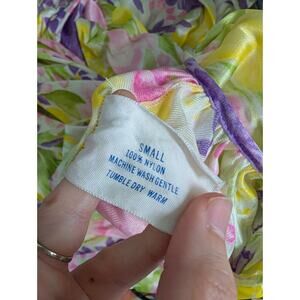 SMALL
100% NYLON
MACHINE WASH GENTLE
TUMBLE DRY WARM